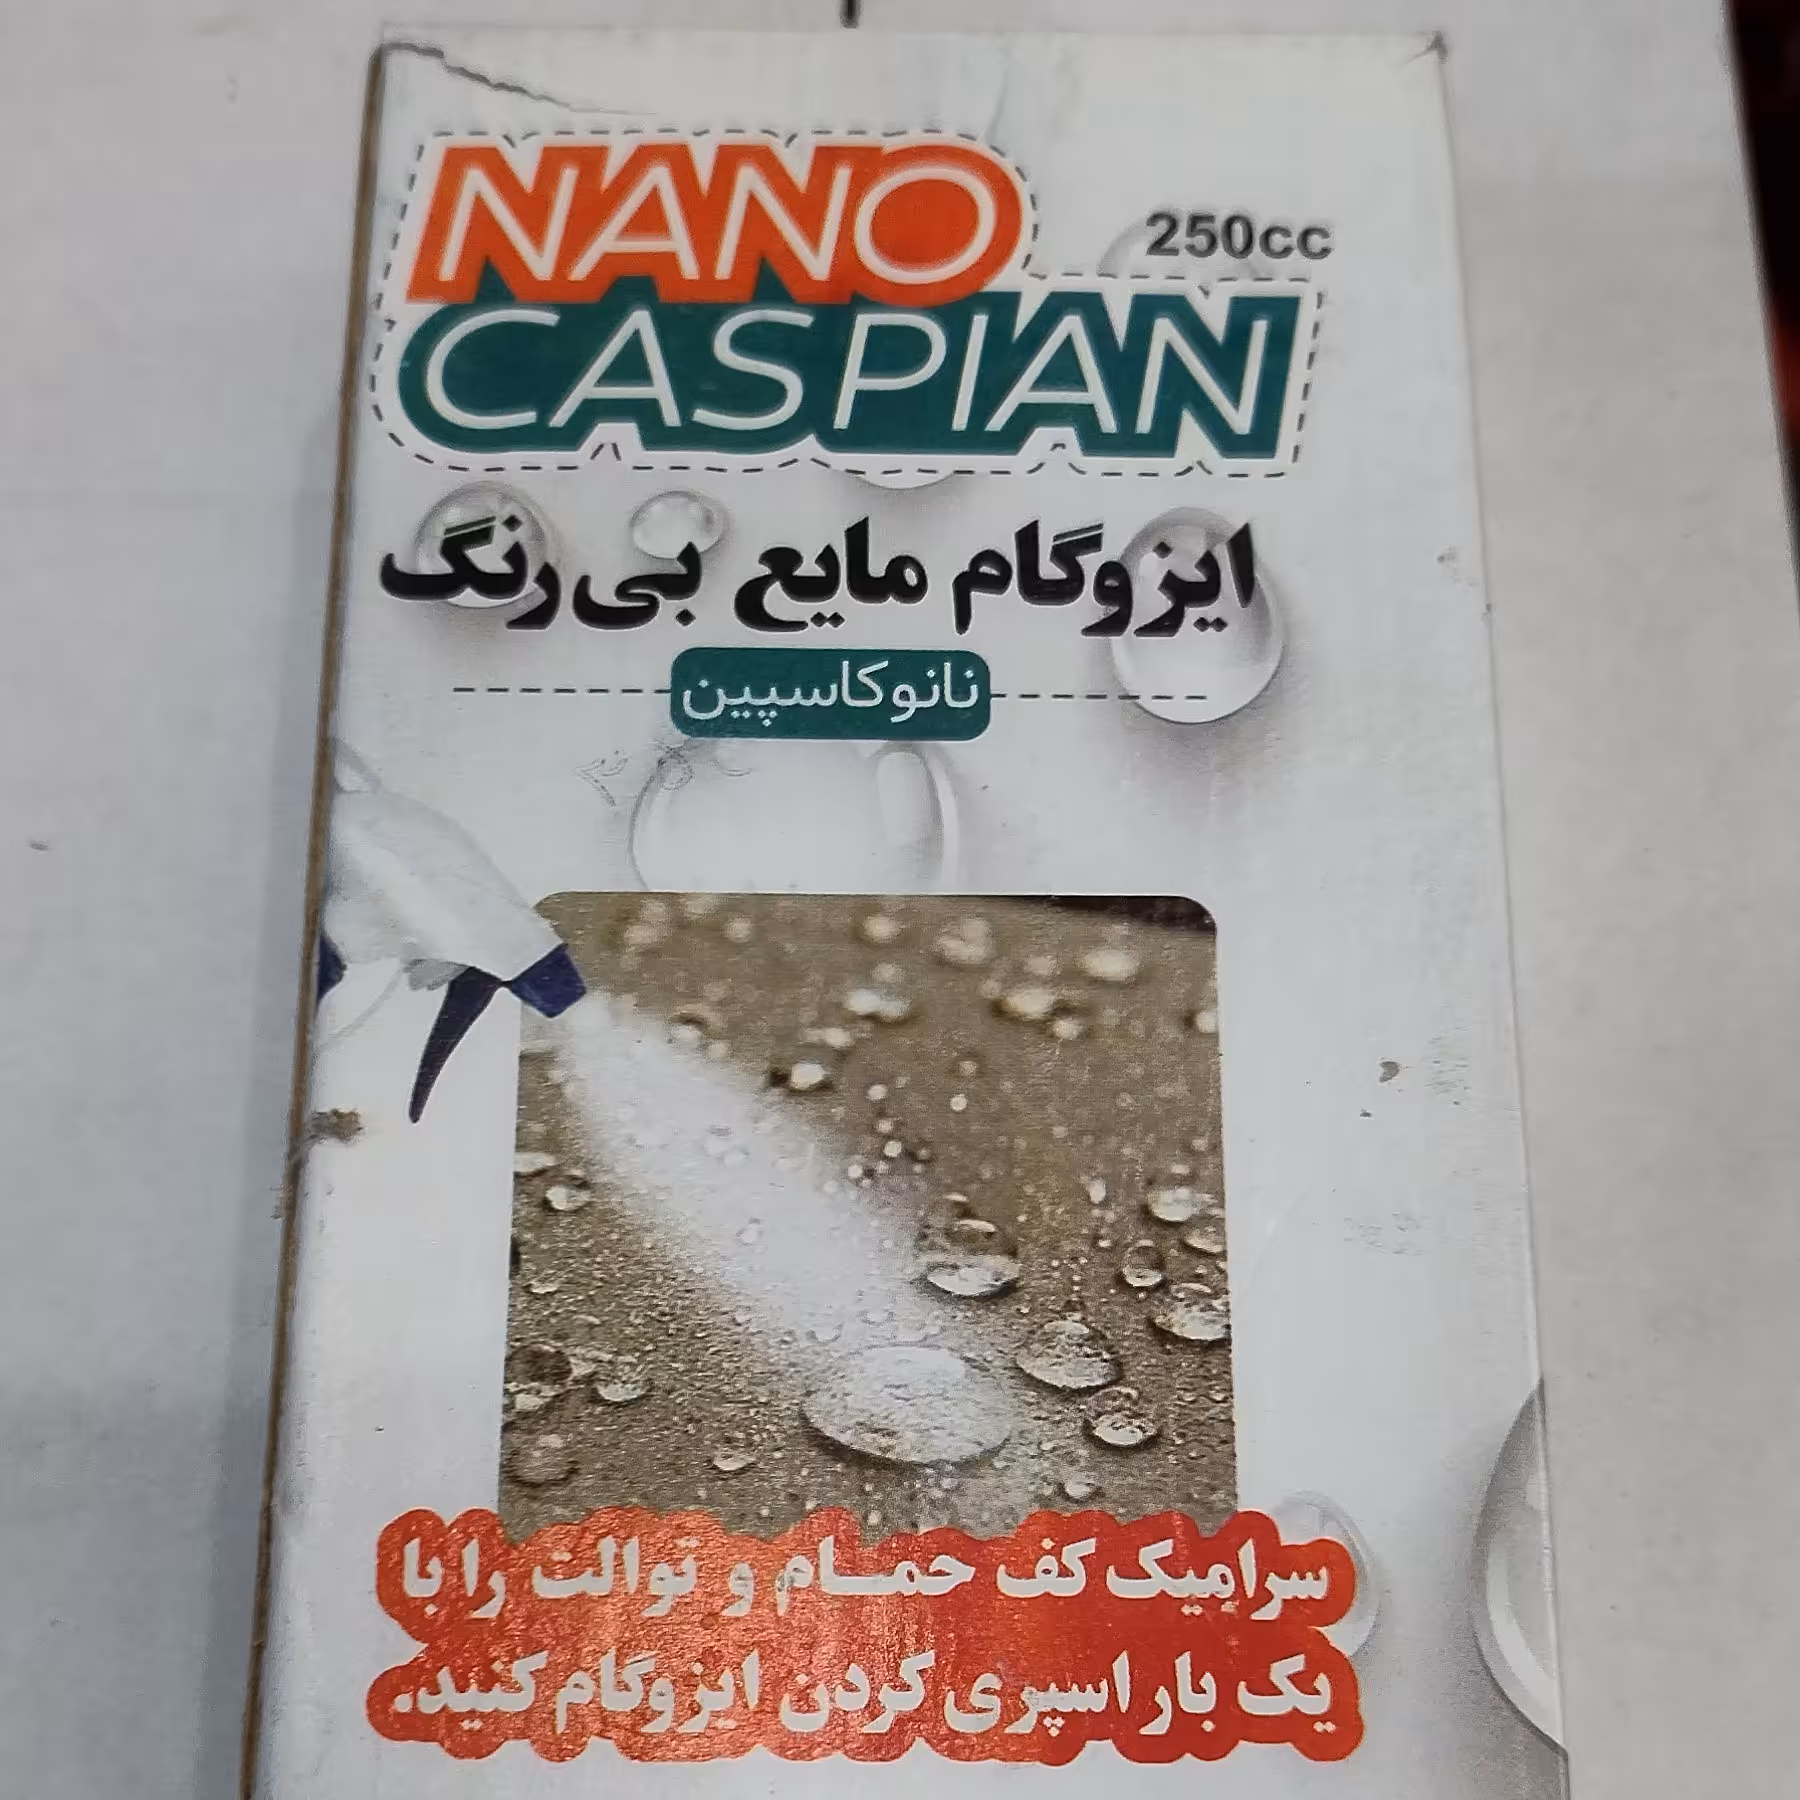 NANO
250cc
CASPIAN
ایزوگام مایع بی‌رنگ
نانوکاسپین
سرامیک کف حمـــام و توالت را با
یک بار اسپری کردن ایزوگام کنید.